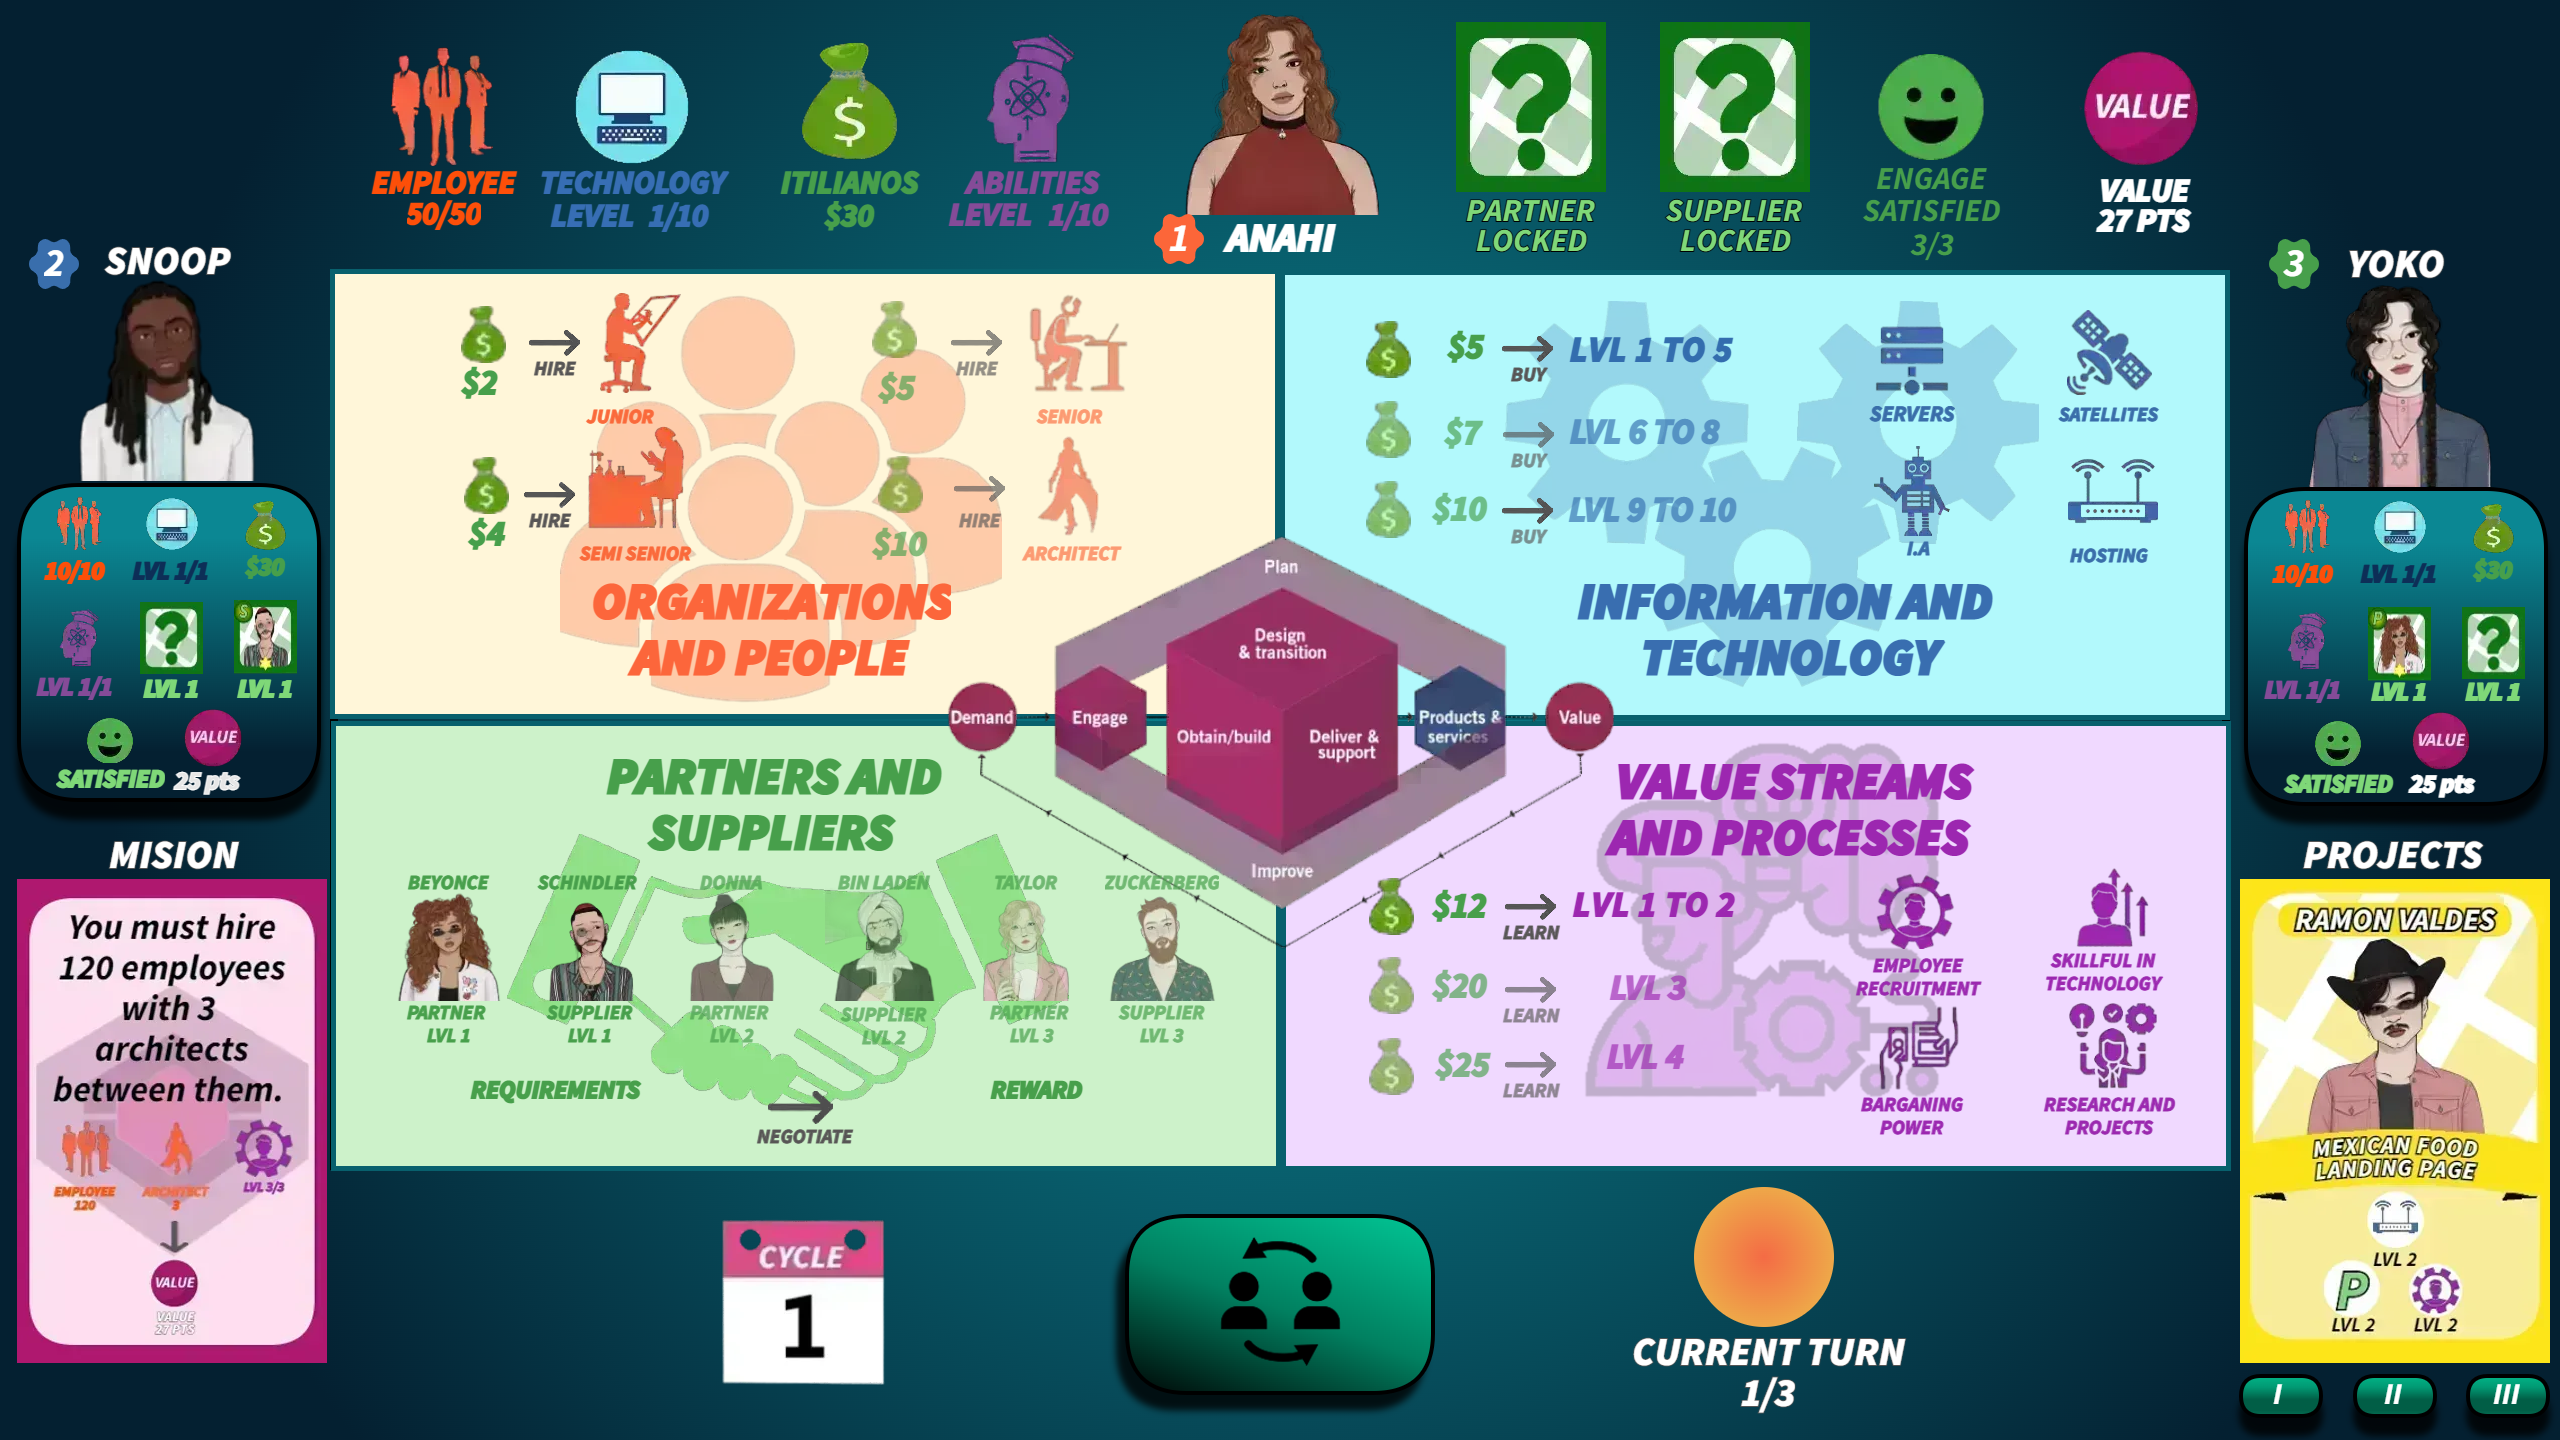 EMPLOYEE
50/50
TECHNOLOGY
LEVEL 1/10
$
ITILIANOS
$30
ABILITIES
LEVEL 1/10
1 ANAHI
?
PARTNER
LOCKED
?
SUPPLIER
LOCKED
ENGAGE
SATISFIED
3/3
VALUE
VALUE
27 PTS
2 SNOOP
10/10
LVL 1/1
$
$30
LVL 1/1
?
LVL 1
S
LVL 1
SATISFIED
VALUE
25 pts
3 YOKO
10/10
LVL 1/1
$
$30
LVL 1/1
P
LVL 1
?
LVL 1
SATISFIED
VALUE
25 pts
$
$2
HIRE
JUNIOR
$
$5
HIRE
SENIOR
$
$4
HIRE
SEMI SENIOR
$
$10
HIRE
ARCHITECT
ORGANIZATIONS
AND PEOPLE
$
$5
BUY
LVL 1 TO 5
$
$7
BUY
LVL 6 TO 8
$
$10
BUY
LVL 9 TO 10
SERVERS
SATELLITES
I.A
HOSTING
INFORMATION AND
TECHNOLOGY
Plan
Design
& transition
Demand
Engage
Obtain/build
Deliver &
support
Products &
services
Value
Improve
PARTNERS AND
SUPPLIERS
BEYONCE
PARTNER
LVL 1
SCHINDLER
SUPPLIER
LVL 1
DONNA
PARTNER
LVL 2
BIN LADEN
SUPPLIER
LVL 2
TAYLOR
PARTNER
LVL 3
ZUCKERBERG
SUPPLIER
LVL 3
REQUIREMENTS
NEGOTIATE
REWARD
VALUE STREAMS
AND PROCESSES
$
$12
LEARN
LVL 1 TO 2
$
$20
LEARN
LVL 3
$
$25
LEARN
LVL 4
EMPLOYEE
RECRUITMENT
SKILLFUL IN
TECHNOLOGY
BARGANING
POWER
RESEARCH AND
PROJECTS
MISION
You must hire
120 employees
with 3
architects
between them.
EMPLOYEE
120
ARCHITECT
3
LVL 3/3
VALUE
VALUE
27 PTS
PROJECTS
RAMON VALDES
MEXICAN FOOD
LANDING PAGE
LVL 2
P
LVL 2
LVL 2
I
II
III
CYCLE
1
CURRENT TURN
1/3